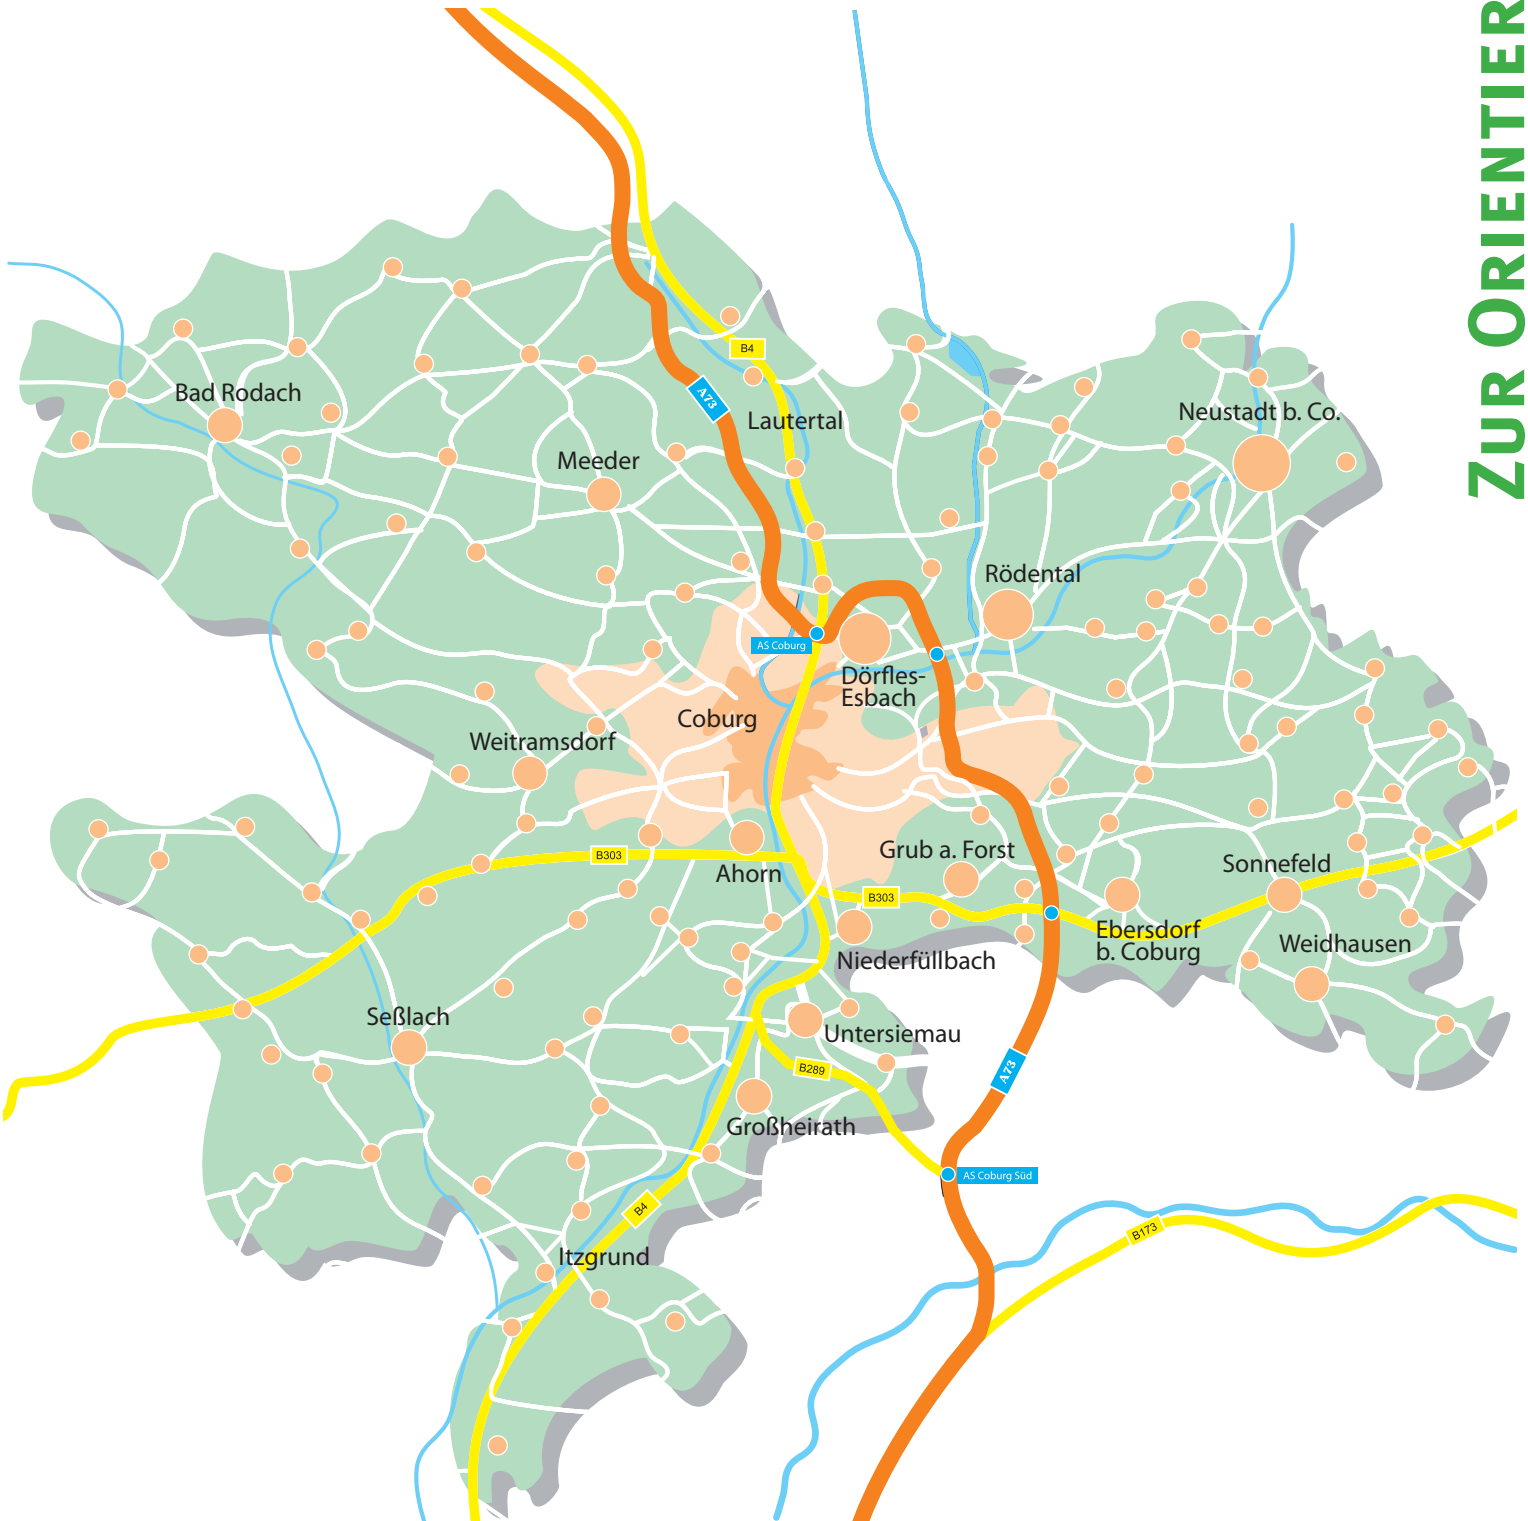 ZUR ORIENTIER
B4
A73
Bad Rodach
Lautertal
Neustadt b. Co.
Meeder
Rödental
AS Coburg
Dörfles-
Esbach
Coburg
Weitramsdorf
B303
Ahorn
Grub a. Forst
Sonnefeld
B303
Ebersdorf
b. Coburg
Weidhausen
Niederfüllbach
Seßlach
Untersiemau
B289
A73
Großheirath
AS Coburg Süd
B4
B173
Itzgrund